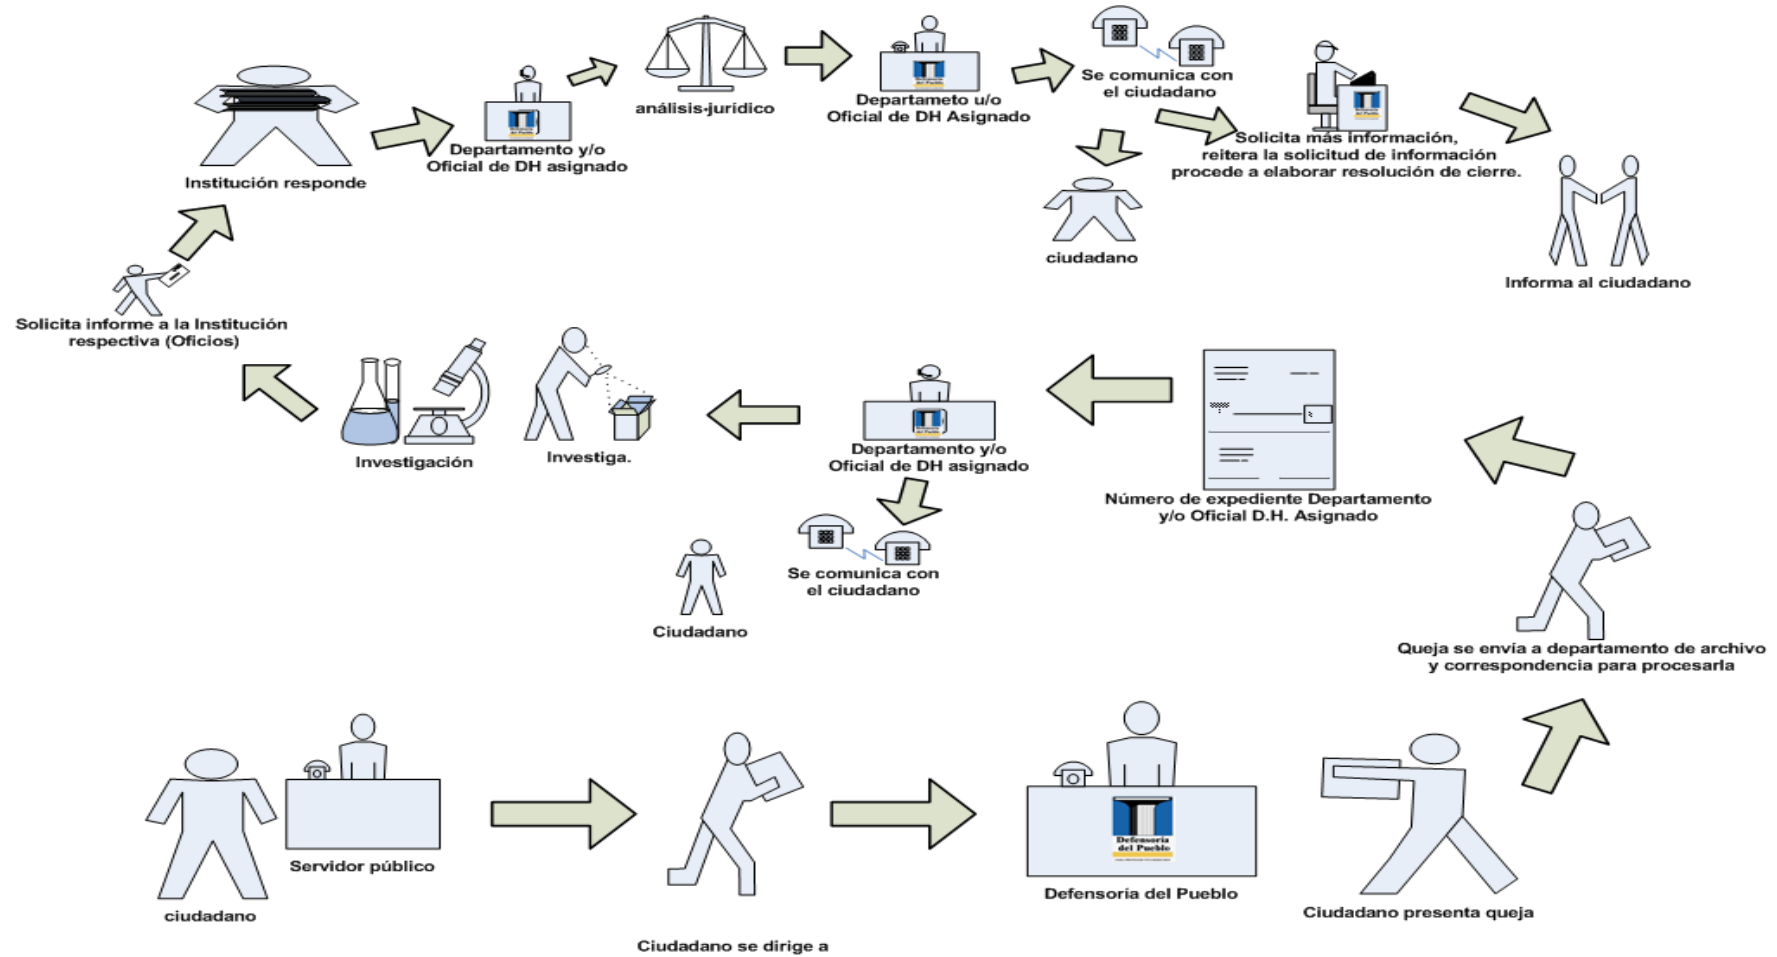 análisis-jurídico
Departameto u/o
Oficial de DH Asignado
Se comunica con
el ciudadano
Solicita más información,
reitera la solicitud de información
procede a elaborar resolución de cierre.
Institución responde
Departamento y/o
Oficial de DH asignado
ciudadano
Informa al ciudadano
Solicita informe a la Institución
respectiva (Oficios)
Investigación
Investiga.
Departamento y/o
Oficial de DH asignado
Número de expediente Departamento
y/o Oficial D.H. Asignado
Se comunica con
el ciudadano
Ciudadano
Queja se envía a departamento de archivo
y correspondencia para procesarla
ciudadano
Servidor público
Ciudadano se dirige a
Defensoría
del Pueblo
Defensoría del Pueblo
Ciudadano presenta queja